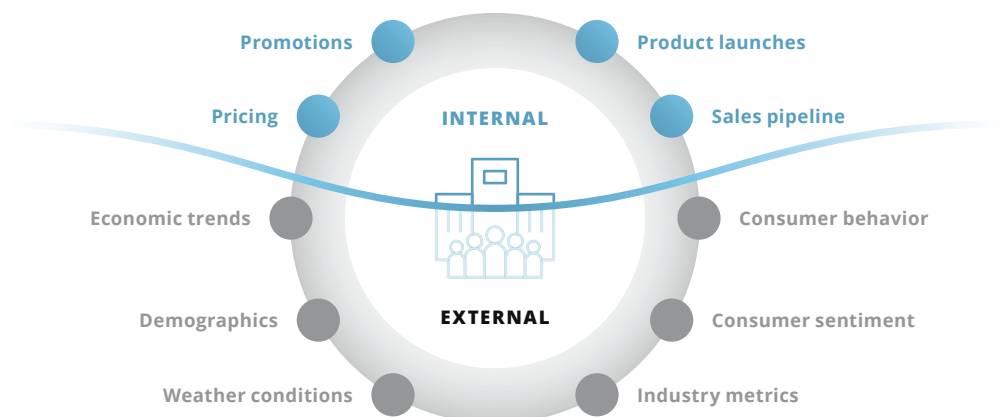 Promotions
Product launches
Pricing
INTERNAL
Sales pipeline
Economic trends
Consumer behavior
Demographics
EXTERNAL
Consumer sentiment
Weather conditions
Industry metrics